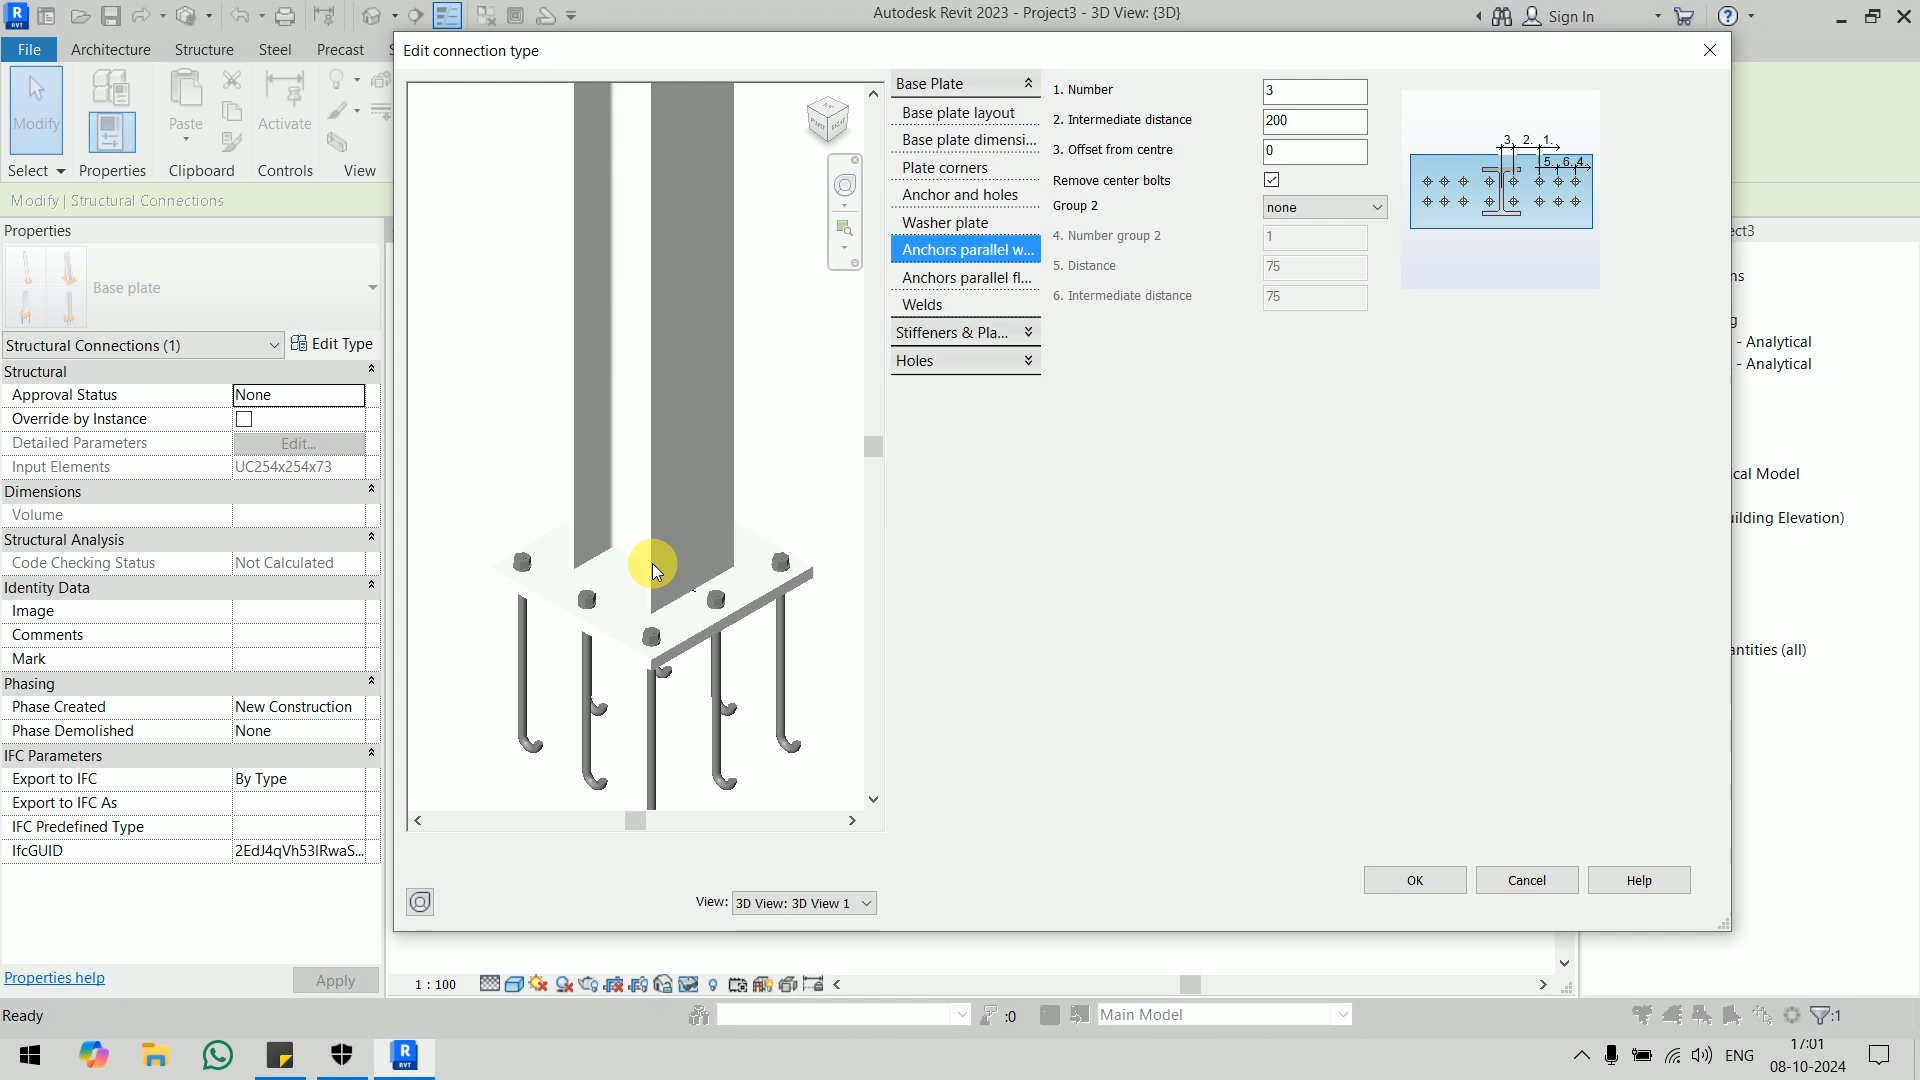 Autodesk Revit 2023 - Project3 - 3D View: {3D}
Sign In
File
Architecture
Structure
Steel
Precast
Modify
Paste
Activate
Select
Properties
Clipboard
Controls
View
Modify | Structural Connections
Properties
Base plate
Structural Connections (1)
Edit Type
Structural
Approval Status
None
Override by Instance
Detailed Parameters
Edit...
Input Elements
UC254x254x73
Dimensions
Volume
Structural Analysis
Code Checking Status
Not Calculated
Identity Data
Image
Comments
Mark
Phasing
Phase Created
New Construction
Phase Demolished
None
IFC Parameters
Export to IFC
By Type
Export to IFC As
IFC Predefined Type
IfcGUID
2EdJ4qVh53IRwaS...
Properties help
Apply
Edit connection type
Base Plate
Base plate layout
Base plate dimensi...
Plate corners
Anchor and holes
Washer plate
Anchors parallel w...
Anchors parallel fl...
Welds
Stiffeners & Pla...
Holes
1. Number
3
2. Intermediate distance
200
3. Offset from centre
0
Remove center bolts
Group 2
none
4. Number group 2
1
5. Distance
75
6. Intermediate distance
75
3. 2. 1.
5. 6. 4.
View:
3D View: 3D View 1
OK
Cancel
Help
ect3
ns
g
- Analytical
- Analytical
ical Model
uilding Elevation)
antities (all)
1 : 100
Ready
:0
Main Model
:1
ENG
17:01
08-10-2024